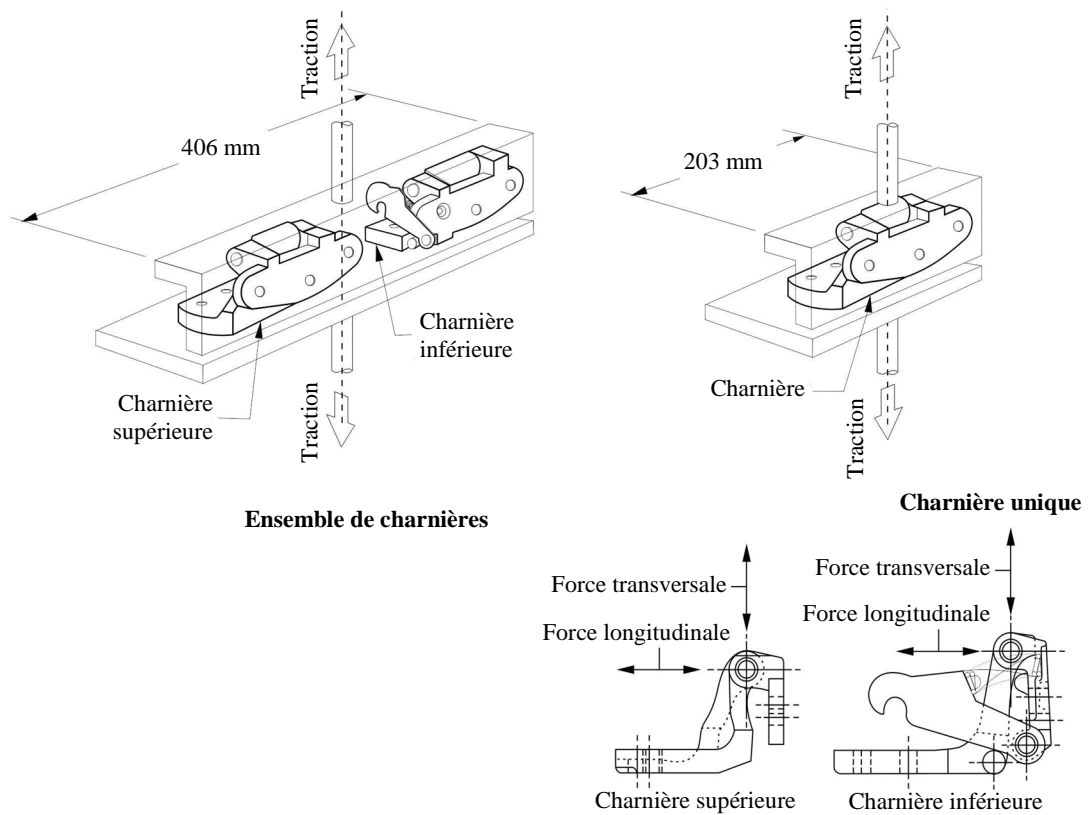 Traction
406 mm
Charnière
inférieure
Charnière
supérieure
Traction
Ensemble de charnières
Traction
203 mm
Charnière
Traction
Charnière unique
Force transversale
Force longitudinale
Charnière supérieure
Force transversale
Force longitudinale
Charnière inférieure